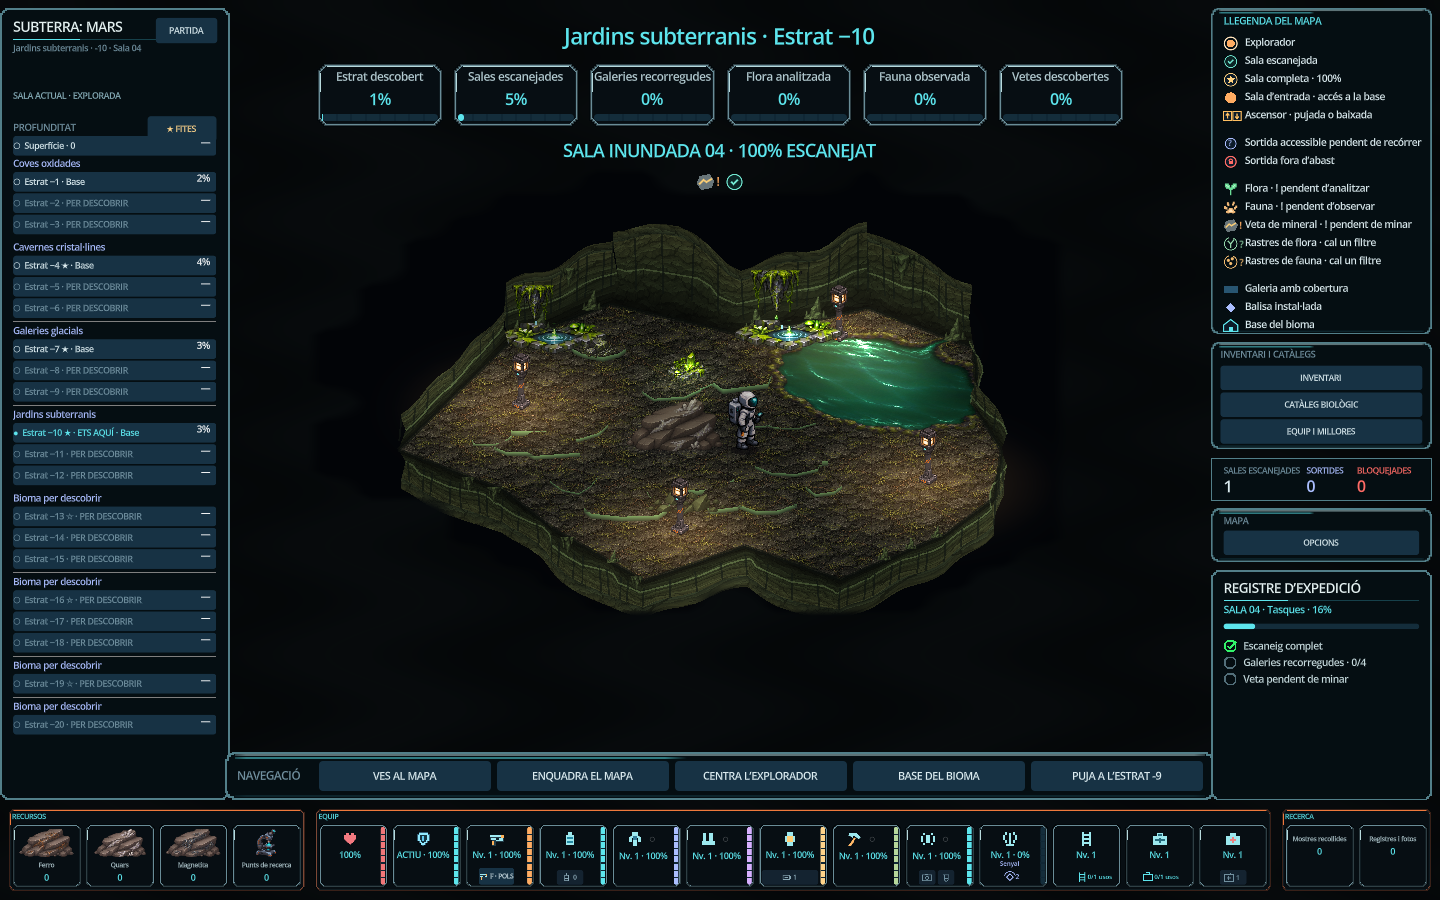 SUBTERRA: MARS
PARTIDA
Jardins subterranis · -10 · Sala 04
SALA ACTUAL · EXPLORADA
PROFUNDITAT
★ FITES
Superfície · 0 —
Coves oxidades
Estrat −1 · Base 2%
Estrat −2 · PER DESCOBRIR —
Estrat −3 · PER DESCOBRIR —
Cavernes cristal·lines
Estrat −4 ★ · Base 4%
Estrat −5 · PER DESCOBRIR —
Estrat −6 · PER DESCOBRIR —
Galeries glacials
Estrat −7 ★ · Base 3%
Estrat −8 · PER DESCOBRIR —
Estrat −9 · PER DESCOBRIR —
Jardins subterranis
Estrat −10 ★ · ETS AQUÍ · Base 3%
Estrat −11 · PER DESCOBRIR —
Estrat −12 · PER DESCOBRIR —
Bioma per descobrir
Estrat −13 ☆ · PER DESCOBRIR —
Estrat −14 · PER DESCOBRIR —
Estrat −15 · PER DESCOBRIR —
Bioma per descobrir
Estrat −16 ☆ · PER DESCOBRIR —
Estrat −17 · PER DESCOBRIR —
Estrat −18 · PER DESCOBRIR —
Bioma per descobrir
Estrat −19 ☆ · PER DESCOBRIR —
Bioma per descobrir
Estrat −20 · PER DESCOBRIR —
Jardins subterranis · Estrat −10
Estrat descobert
1%
Sales escanejades
5%
Galeries recorregudes
0%
Flora analitzada
0%
Fauna observada
0%
Vetes descobertes
0%
SALA INUNDADA 04 · 100% ESCANEJAT
!
NAVEGACIÓ
VES AL MAPA
ENQUADRA EL MAPA
CENTRA L’EXPLORADOR
BASE DEL BIOMA
PUJA A L’ESTRAT -9
LLEGENDA DEL MAPA
Explorador
Sala escanejada
Sala completa · 100%
Sala d’entrada · accés a la base
Ascensor · pujada o baixada
Sortida accessible pendent de recórrer
Sortida fora d’abast
Flora · ! pendent d’analitzar
Fauna · ! pendent d’observar
! Veta de mineral · ! pendent de minar
? Rastres de flora · cal un filtre
? Rastres de fauna · cal un filtre
Galeria amb cobertura
Balisa instal·lada
Base del bioma
INVENTARI I CATÀLEGS
INVENTARI
CATÀLEG BIOLÒGIC
EQUIP I MILLORES
SALES ESCANEJADES
1
SORTIDES
0
BLOQUEJADES
0
MAPA
OPCIONS
REGISTRE D’EXPEDICIÓ
SALA 04 · Tasques · 16%
Escaneig complet
Galeries recorregudes · 0/4
Veta pendent de minar
RECURSOS
Ferro
0
Quars
0
Magnetita
0
Punts de recerca
0
EQUIP
100%
ACTIU · 100%
Nv. 1 · 100%
F · POLS
Nv. 1 · 100%
0
Nv. 1 · 100%
Nv. 1 · 100%
Nv. 1 · 100%
1
Nv. 1 · 100%
Nv. 1 · 100%
Nv. 1 · 0%
Senyal
2
Nv. 1
0/1 usos
Nv. 1
0/1 usos
Nv. 1
1
RECERCA
Mostres recollides
0
Registres i fotos
0